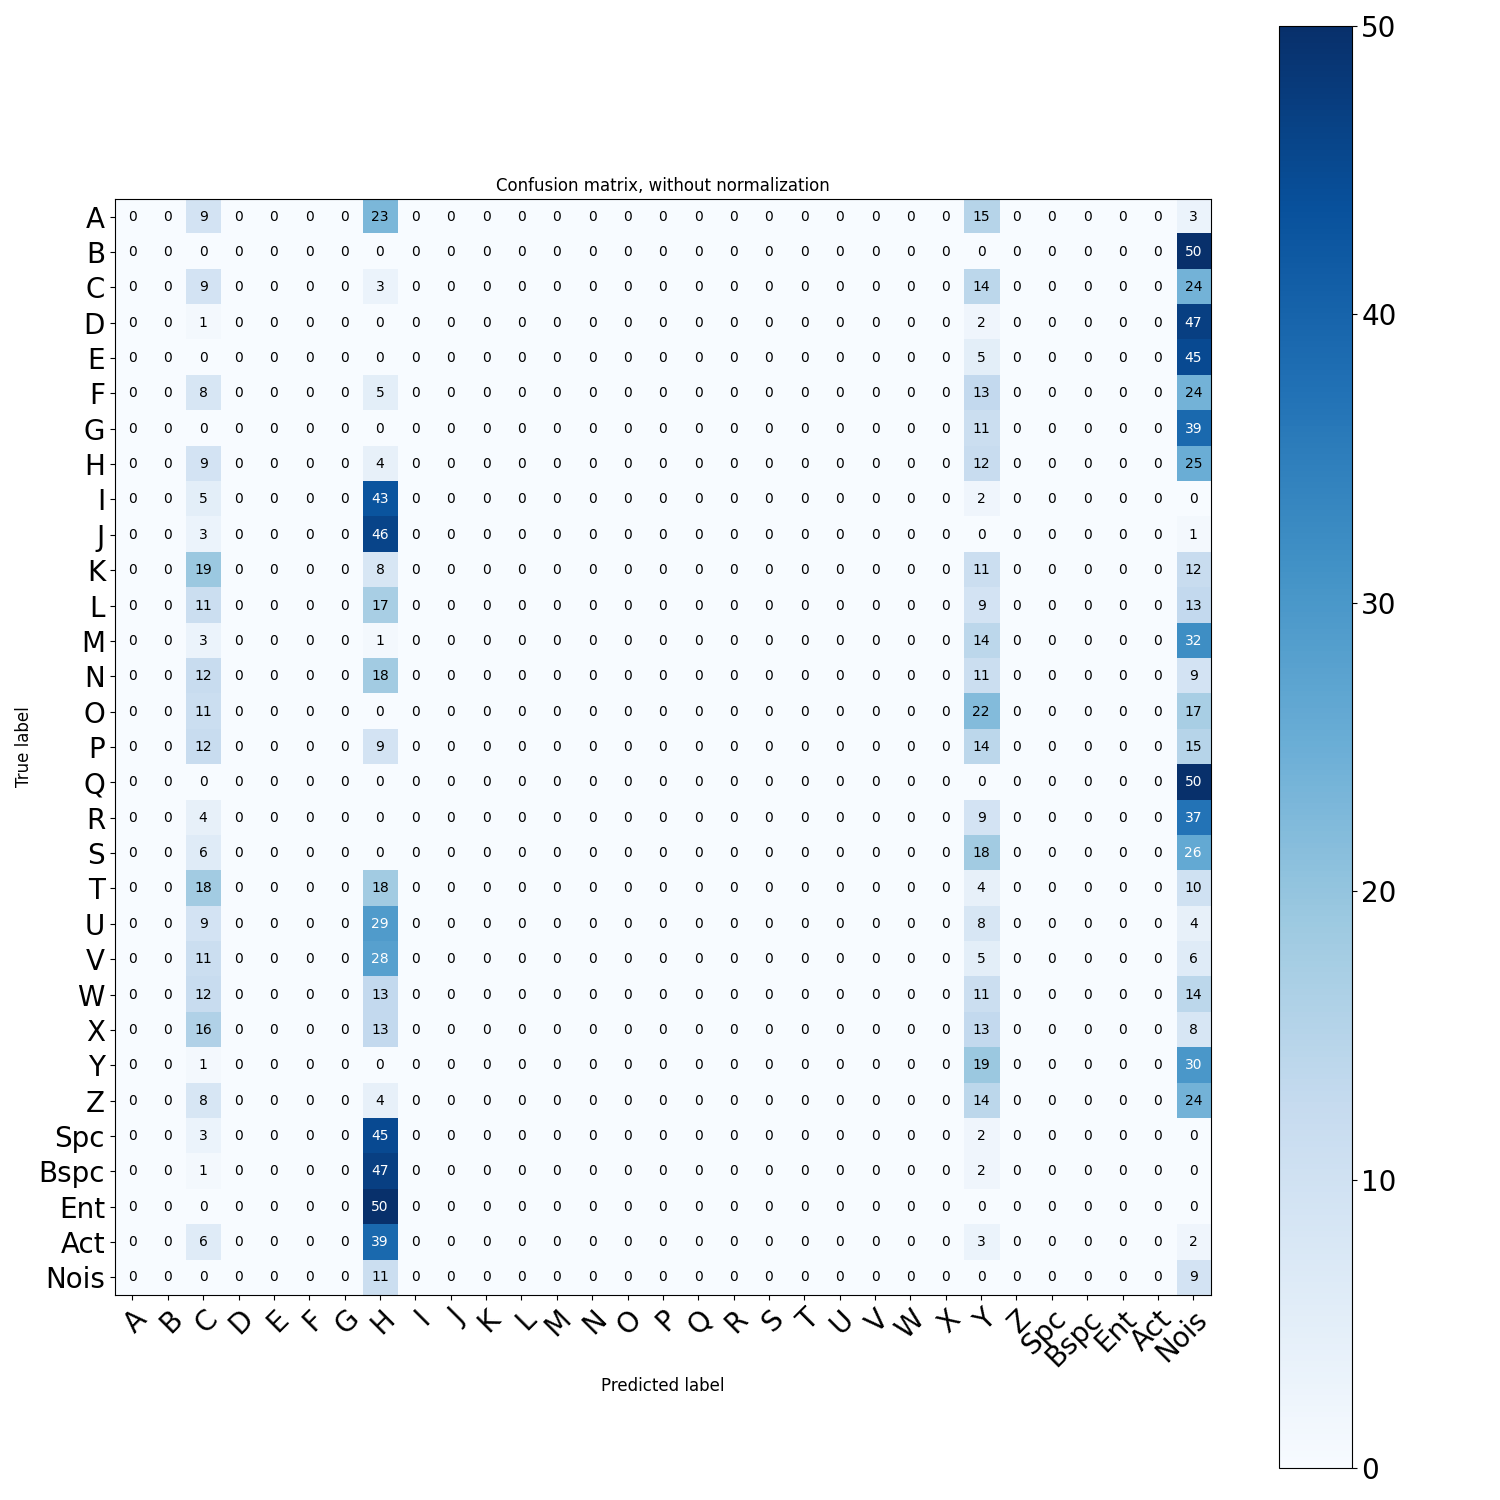 Confusion matrix, without normalization
A 0 0 9 0 0 0 0 23 0 0 0 0 0 0 0 0 0 0 0 0 0 0 0 0 15 0 0 0 0 0 3
B 0 0 0 0 0 0 0 0 0 0 0 0 0 0 0 0 0 0 0 0 0 0 0 0 0 0 0 0 0 0 50
C 0 0 9 0 0 0 0 3 0 0 0 0 0 0 0 0 0 0 0 0 0 0 0 0 14 0 0 0 0 0 24
D 0 0 1 0 0 0 0 0 0 0 0 0 0 0 0 0 0 0 0 0 0 0 0 0 2 0 0 0 0 0 47
E 0 0 0 0 0 0 0 0 0 0 0 0 0 0 0 0 0 0 0 0 0 0 0 0 5 0 0 0 0 0 45
F 0 0 8 0 0 0 0 5 0 0 0 0 0 0 0 0 0 0 0 0 0 0 0 0 13 0 0 0 0 0 24
G 0 0 0 0 0 0 0 0 0 0 0 0 0 0 0 0 0 0 0 0 0 0 0 0 11 0 0 0 0 0 39
H 0 0 9 0 0 0 0 4 0 0 0 0 0 0 0 0 0 0 0 0 0 0 0 0 12 0 0 0 0 0 25
I 0 0 5 0 0 0 0 43 0 0 0 0 0 0 0 0 0 0 0 0 0 0 0 0 2 0 0 0 0 0 0
J 0 0 3 0 0 0 0 46 0 0 0 0 0 0 0 0 0 0 0 0 0 0 0 0 0 0 0 0 0 0 1
K 0 0 19 0 0 0 0 8 0 0 0 0 0 0 0 0 0 0 0 0 0 0 0 0 11 0 0 0 0 0 12
L 0 0 11 0 0 0 0 17 0 0 0 0 0 0 0 0 0 0 0 0 0 0 0 0 9 0 0 0 0 0 13
M 0 0 3 0 0 0 0 1 0 0 0 0 0 0 0 0 0 0 0 0 0 0 0 0 14 0 0 0 0 0 32
N 0 0 12 0 0 0 0 18 0 0 0 0 0 0 0 0 0 0 0 0 0 0 0 0 11 0 0 0 0 0 9
O 0 0 11 0 0 0 0 0 0 0 0 0 0 0 0 0 0 0 0 0 0 0 0 0 22 0 0 0 0 0 17
P 0 0 12 0 0 0 0 9 0 0 0 0 0 0 0 0 0 0 0 0 0 0 0 0 14 0 0 0 0 0 15
Q 0 0 0 0 0 0 0 0 0 0 0 0 0 0 0 0 0 0 0 0 0 0 0 0 0 0 0 0 0 0 50
R 0 0 4 0 0 0 0 0 0 0 0 0 0 0 0 0 0 0 0 0 0 0 0 0 9 0 0 0 0 0 37
S 0 0 6 0 0 0 0 0 0 0 0 0 0 0 0 0 0 0 0 0 0 0 0 0 18 0 0 0 0 0 26
T 0 0 18 0 0 0 0 18 0 0 0 0 0 0 0 0 0 0 0 0 0 0 0 0 4 0 0 0 0 0 10
U 0 0 9 0 0 0 0 29 0 0 0 0 0 0 0 0 0 0 0 0 0 0 0 0 8 0 0 0 0 0 4
V 0 0 11 0 0 0 0 28 0 0 0 0 0 0 0 0 0 0 0 0 0 0 0 0 5 0 0 0 0 0 6
W 0 0 12 0 0 0 0 13 0 0 0 0 0 0 0 0 0 0 0 0 0 0 0 0 11 0 0 0 0 0 14
X 0 0 16 0 0 0 0 13 0 0 0 0 0 0 0 0 0 0 0 0 0 0 0 0 13 0 0 0 0 0 8
Y 0 0 1 0 0 0 0 0 0 0 0 0 0 0 0 0 0 0 0 0 0 0 0 0 19 0 0 0 0 0 30
Z 0 0 8 0 0 0 0 4 0 0 0 0 0 0 0 0 0 0 0 0 0 0 0 0 14 0 0 0 0 0 24
Spc 0 0 3 0 0 0 0 45 0 0 0 0 0 0 0 0 0 0 0 0 0 0 0 0 2 0 0 0 0 0 0
Bspc 0 0 1 0 0 0 0 47 0 0 0 0 0 0 0 0 0 0 0 0 0 0 0 0 2 0 0 0 0 0 0
Ent 0 0 0 0 0 0 0 50 0 0 0 0 0 0 0 0 0 0 0 0 0 0 0 0 0 0 0 0 0 0 0
Act 0 0 6 0 0 0 0 39 0 0 0 0 0 0 0 0 0 0 0 0 0 0 0 0 3 0 0 0 0 0 2
Nois 0 0 0 0 0 0 0 11 0 0 0 0 0 0 0 0 0 0 0 0 0 0 0 0 0 0 0 0 0 0 9
A B C D E F G H I J K L M N O P Q R S T U V W X Y Z Spc Bspc Ent Act Nois
Predicted label
True label
50
40
30
20
10
0